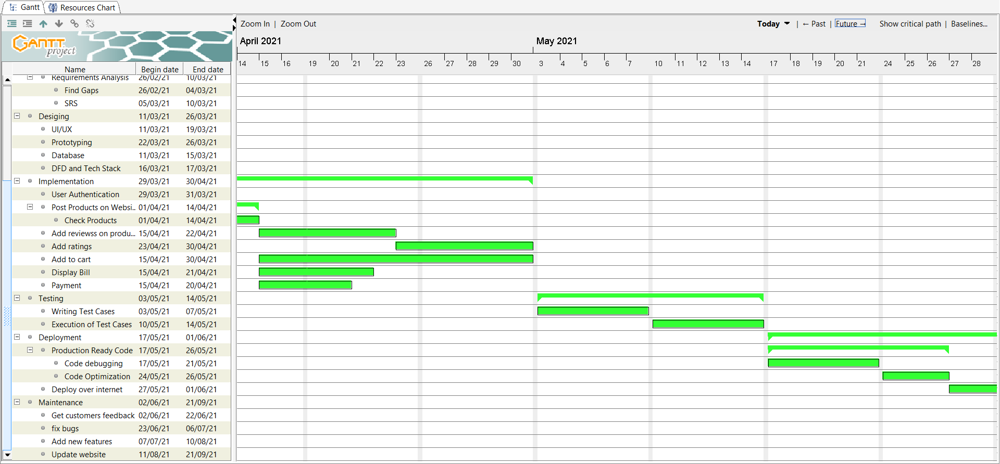 Gantt Resources Chart
Zoom In | Zoom Out Today | ← Past | Future → Show critical path | Baselines...
GANTT
project
April 2021 May 2021
14 15 16 19 20 21 22 23 26 27 28 29 30 3 4 5 6 7 10 11 12 13 14 17 18 19 20 21 24 25 26 27 28
Name Begin date End date
Requirements Analysis 26/02/21 10/03/21
Find Gaps 26/02/21 04/03/21
SRS 05/03/21 10/03/21
Desiging 11/03/21 26/03/21
UI/UX 11/03/21 19/03/21
Prototyping 22/03/21 26/03/21
Database 11/03/21 15/03/21
DFD and Tech Stack 16/03/21 17/03/21
Implementation 29/03/21 30/04/21
User Authentication 29/03/21 31/03/21
Post Products on Websi.. 01/04/21 14/04/21
Check Products 01/04/21 14/04/21
Add reviewss on produ... 15/04/21 22/04/21
Add ratings 23/04/21 30/04/21
Add to cart 15/04/21 30/04/21
Display Bill 15/04/21 21/04/21
Payment 15/04/21 20/04/21
Testing 03/05/21 14/05/21
Writing Test Cases 03/05/21 07/05/21
Execution of Test Cases 10/05/21 14/05/21
Deployment 17/05/21 01/06/21
Production Ready Code 17/05/21 26/05/21
Code debugging 17/05/21 21/05/21
Code Optimization 24/05/21 26/05/21
Deploy over internet 27/05/21 01/06/21
Maintenance 02/06/21 21/09/21
Get customers feedback 02/06/21 22/06/21
fix bugs 23/06/21 06/07/21
Add new features 07/07/21 10/08/21
Update website 11/08/21 21/09/21